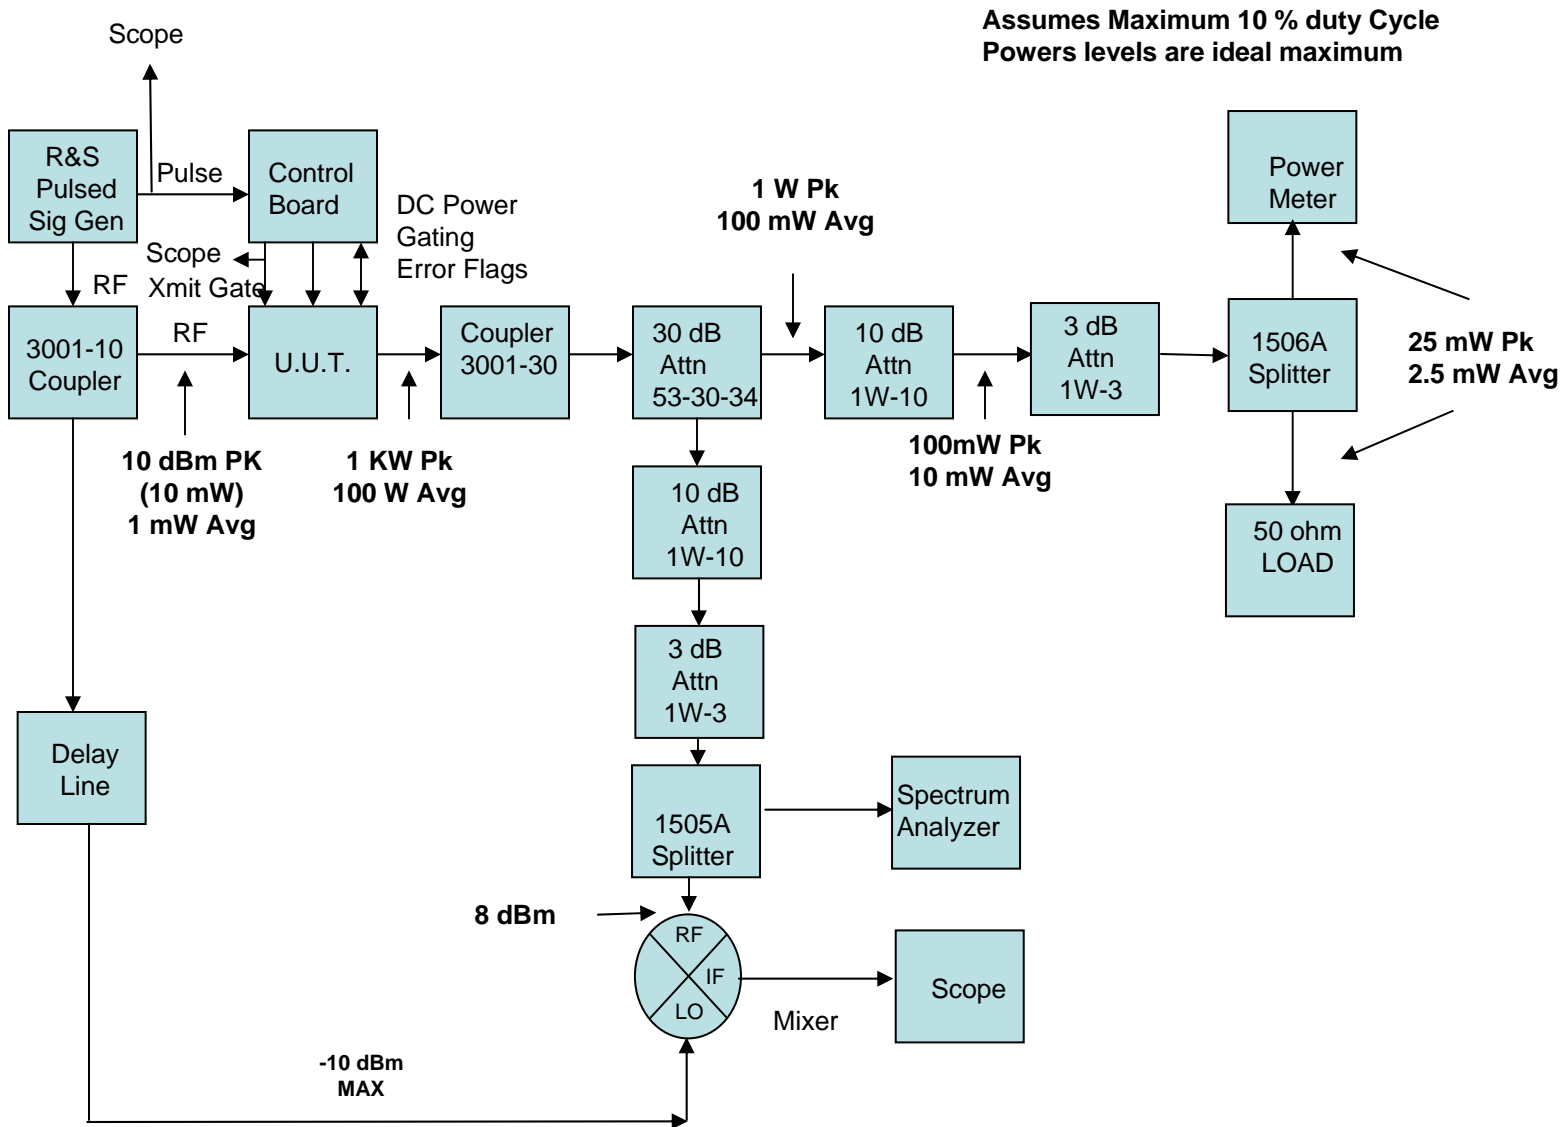 Assumes Maximum 10 % duty Cycle
Powers levels are ideal maximum
Scope
R&S
Pulsed
Sig Gen
Pulse
Control
Board
DC Power
Gating
Error Flags
Scope
Xmit Gate
RF
1 W Pk
100 mW Avg
Power
Meter
3001-10
Coupler
RF
U.U.T.
Coupler
3001-30
30 dB
Attn
53-30-34
10 dB
Attn
1W-10
3 dB
Attn
1W-3
1506A
Splitter
25 mW Pk
2.5 mW Avg
10 dBm PK
(10 mW)
1 mW Avg
1 KW Pk
100 W Avg
100mW Pk
10 mW Avg
10 dB
Attn
1W-10
50 ohm
LOAD
3 dB
Attn
1W-3
Delay
Line
1505A
Splitter
Spectrum
Analyzer
8 dBm
RF
IF
LO
Mixer
Scope
-10 dBm
MAX